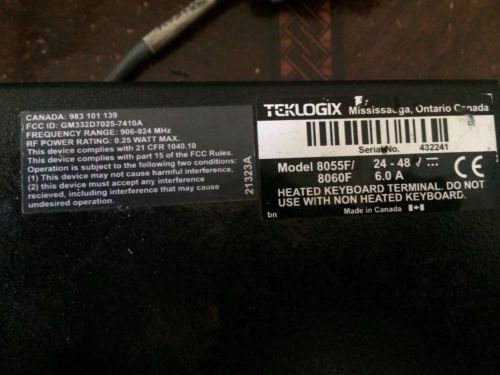 CANADA: 983 101 139
FCC ID: GM332D7025-7410A
FREQUENCY RANGE: 906-924 MHz
RF POWER RATING: 0.25 WATT MAX.
This device complies with 21 CFR 1040.10
This device complies with part 15 of the FCC Rules.
Operation is subject to the following two conditions:
(1) This device may not cause harmful interference,
(2) this device must accept any interference
recieved, including interference that may cause
undesired operation.
21323A
TEKLOGIX
Mississauga, Ontario Canada
Serial No. 432241
Model 8055F/ 24 - 48
8060F 6.0 A
HEATED KEYBOARD TERMINAL. DO NOT
USE WITH NON HEATED KEYBOARD.
bn Made in Canada